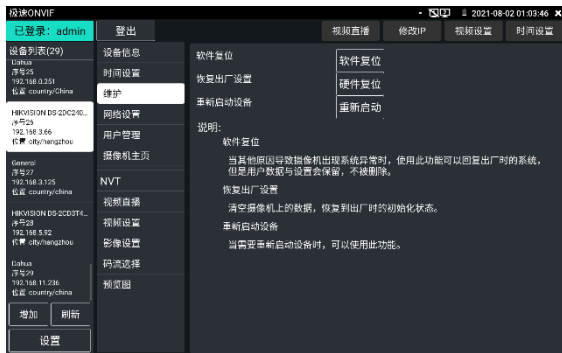 极速ONVIF
2021-08-02 01:03:46
已登录: admin
登出
视频直播
修改IP
视频设置
时间设置
设备列表(29)
Dahua
序号25
192.168.0.251
位置 country/China
HIKVISION DS-2DC240...
序号26
192.168.3.66
位置 city/hangzhou
General
序号27
192.168.3.125
位置 country/china
HIKVISION DS-2CD3T4...
序号28
192.168.5.92
位置 city/hangzhou
Dahua
序号29
192.168.11.236
位置 country/china
增加
刷新
设置
设备信息
时间设置
维护
网络设置
用户管理
摄像机主页
NVT
视频直播
视频设置
影像设置
码流选择
预览图
软件复位
软件复位
恢复出厂设置
硬件复位
重新启动设备
重新启动
说明:
软件复位
当其他原因导致摄像机出现系统异常时，使用此功能可以回复出厂时的系统，
但是用户数据与设置会保留，不被删除。
恢复出厂设置
清空摄像机上的数据，恢复到出厂时的初始化状态。
重新启动设备
当需要重新启动设备时，可以使用此功能。